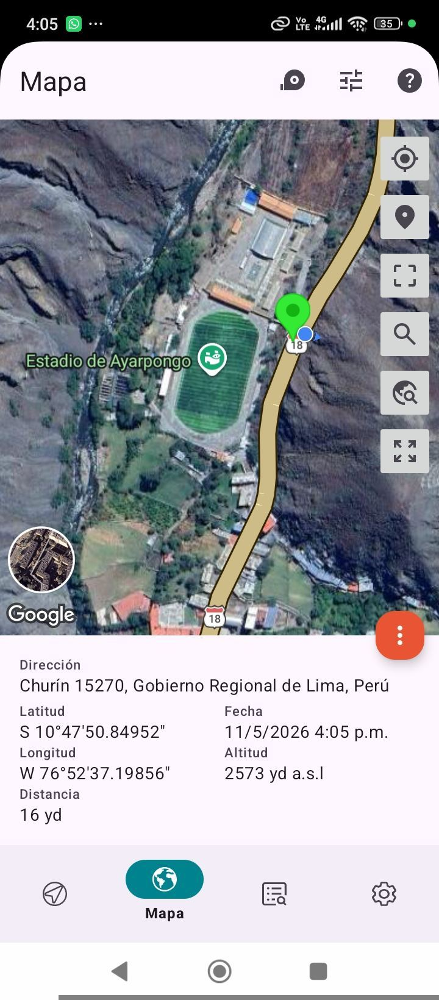 4:05
Vo
LTE
4G
35
Mapa
Estadio de Ayarpongo
18
Google
18
Dirección
Churín 15270, Gobierno Regional de Lima, Perú
Latitud
Fecha
S 10°47'50.84952"
11/5/2026 4:05 p.m.
Longitud
Altitud
W 76°52'37.19856"
2573 yd a.s.l
Distancia
16 yd
Mapa